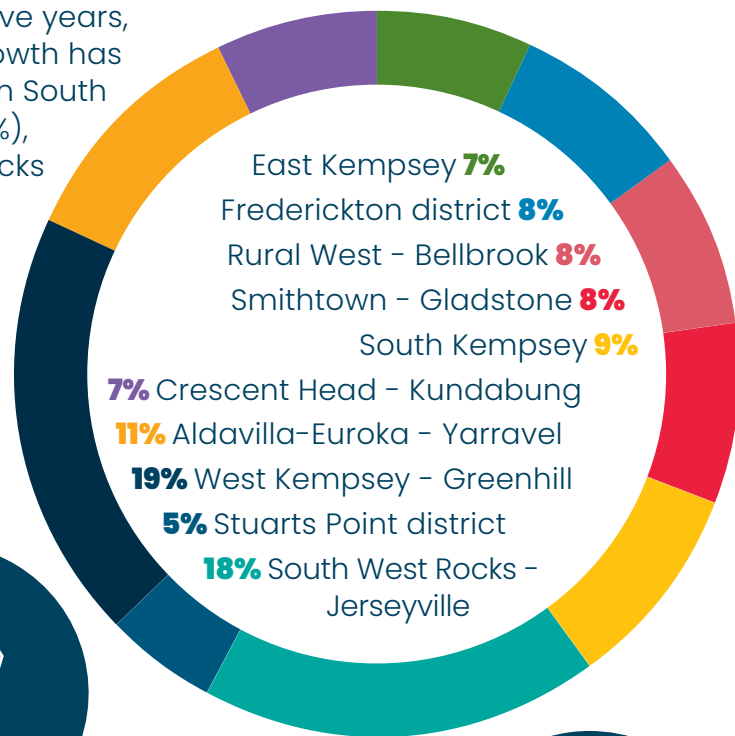 ve years,
owth has
n South
%),
cks
East Kempsey 7%
Frederickton district 8%
Rural West - Bellbrook 8%
Smithtown - Gladstone 8%
South Kempsey 9%
7% Crescent Head - Kundabung
11% Aldavilla-Euroka - Yarravel
19% West Kempsey - Greenhill
5% Stuarts Point district
18% South West Rocks -
Jerseyville